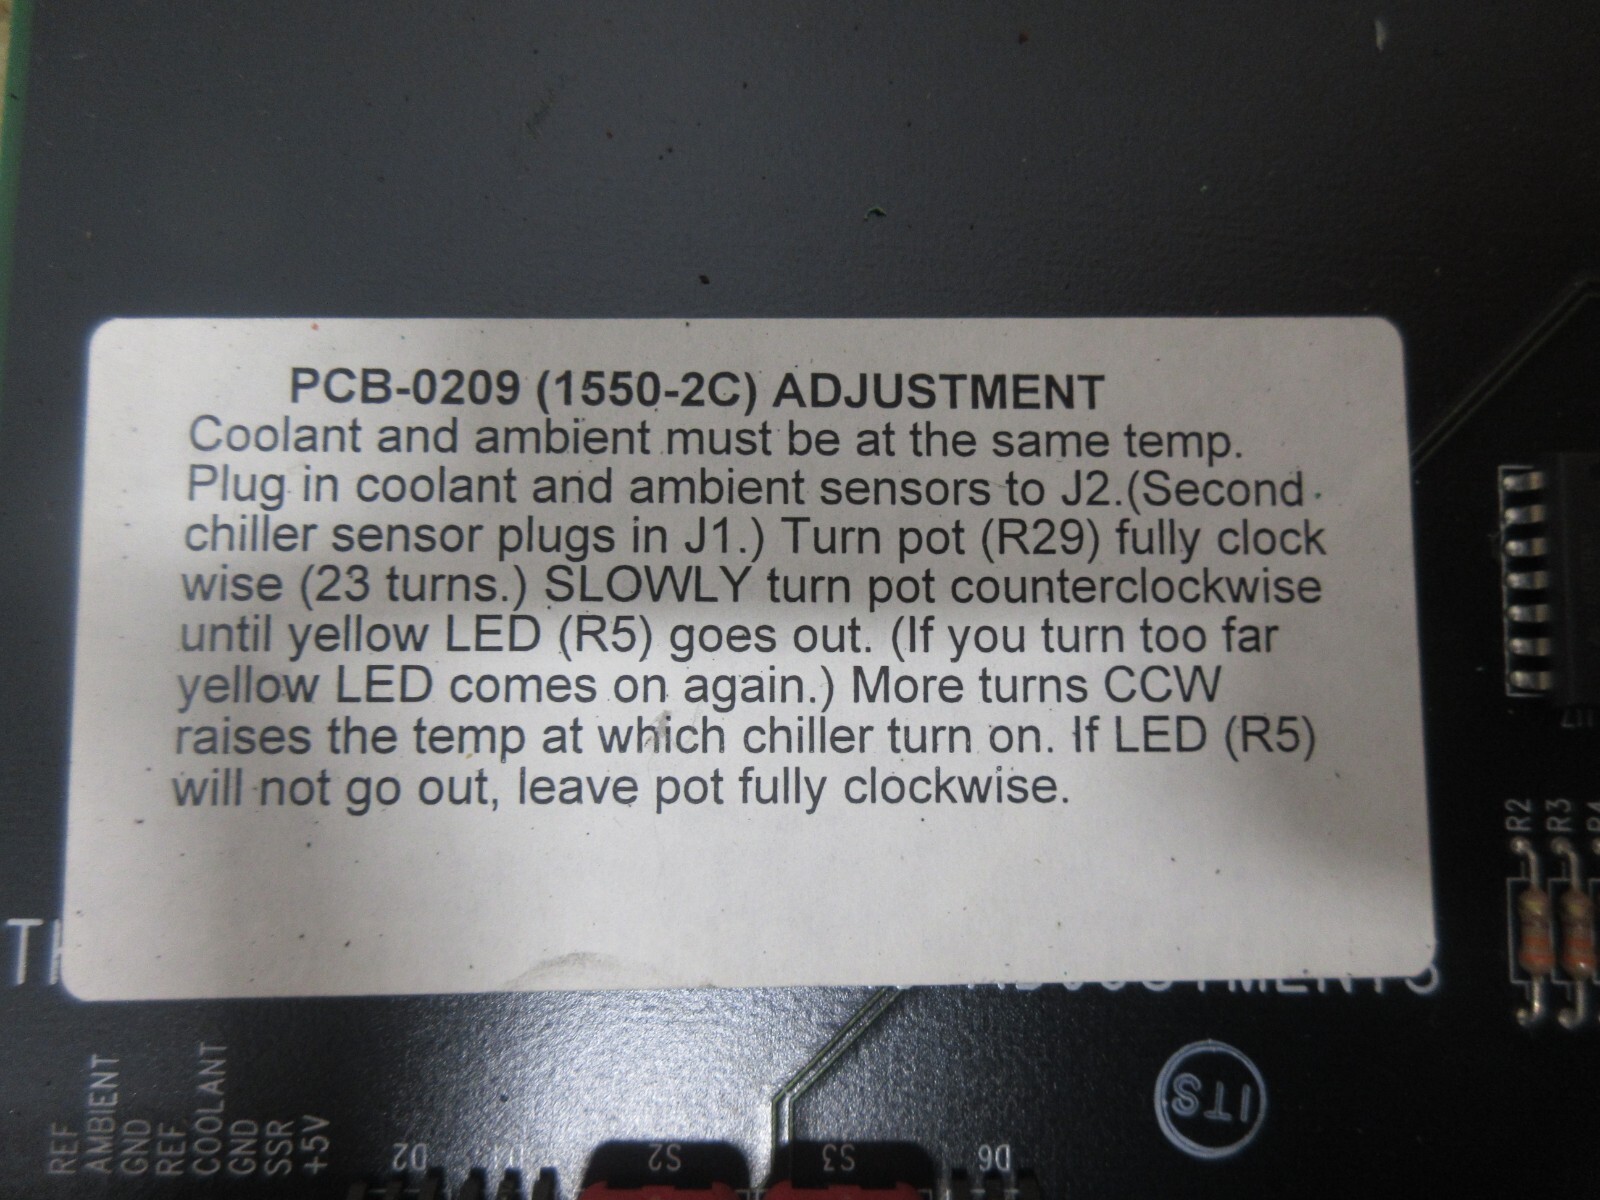 PCB-0209 (1550-2C) ADJUSTMENT
Coolant and ambient must be at the same temp.
Plug in coolant and ambient sensors to J2.(Second
chiller sensor plugs in J1.) Turn pot (R29) fully clock
wise (23 turns.) SLOWLY turn pot counterclockwise
until yellow LED (R5) goes out. (If you turn too far
yellow LED comes on again.) More turns CCW
raises the temp at which chiller turn on. If LED (R5)
will not go out, leave pot fully clockwise.
ADJUSTMENTS
R2
R3
REF
AMBIENT
GND
REF
COOLANT
GND
SSR
+5V
D2
S2
S3
D6
ITS